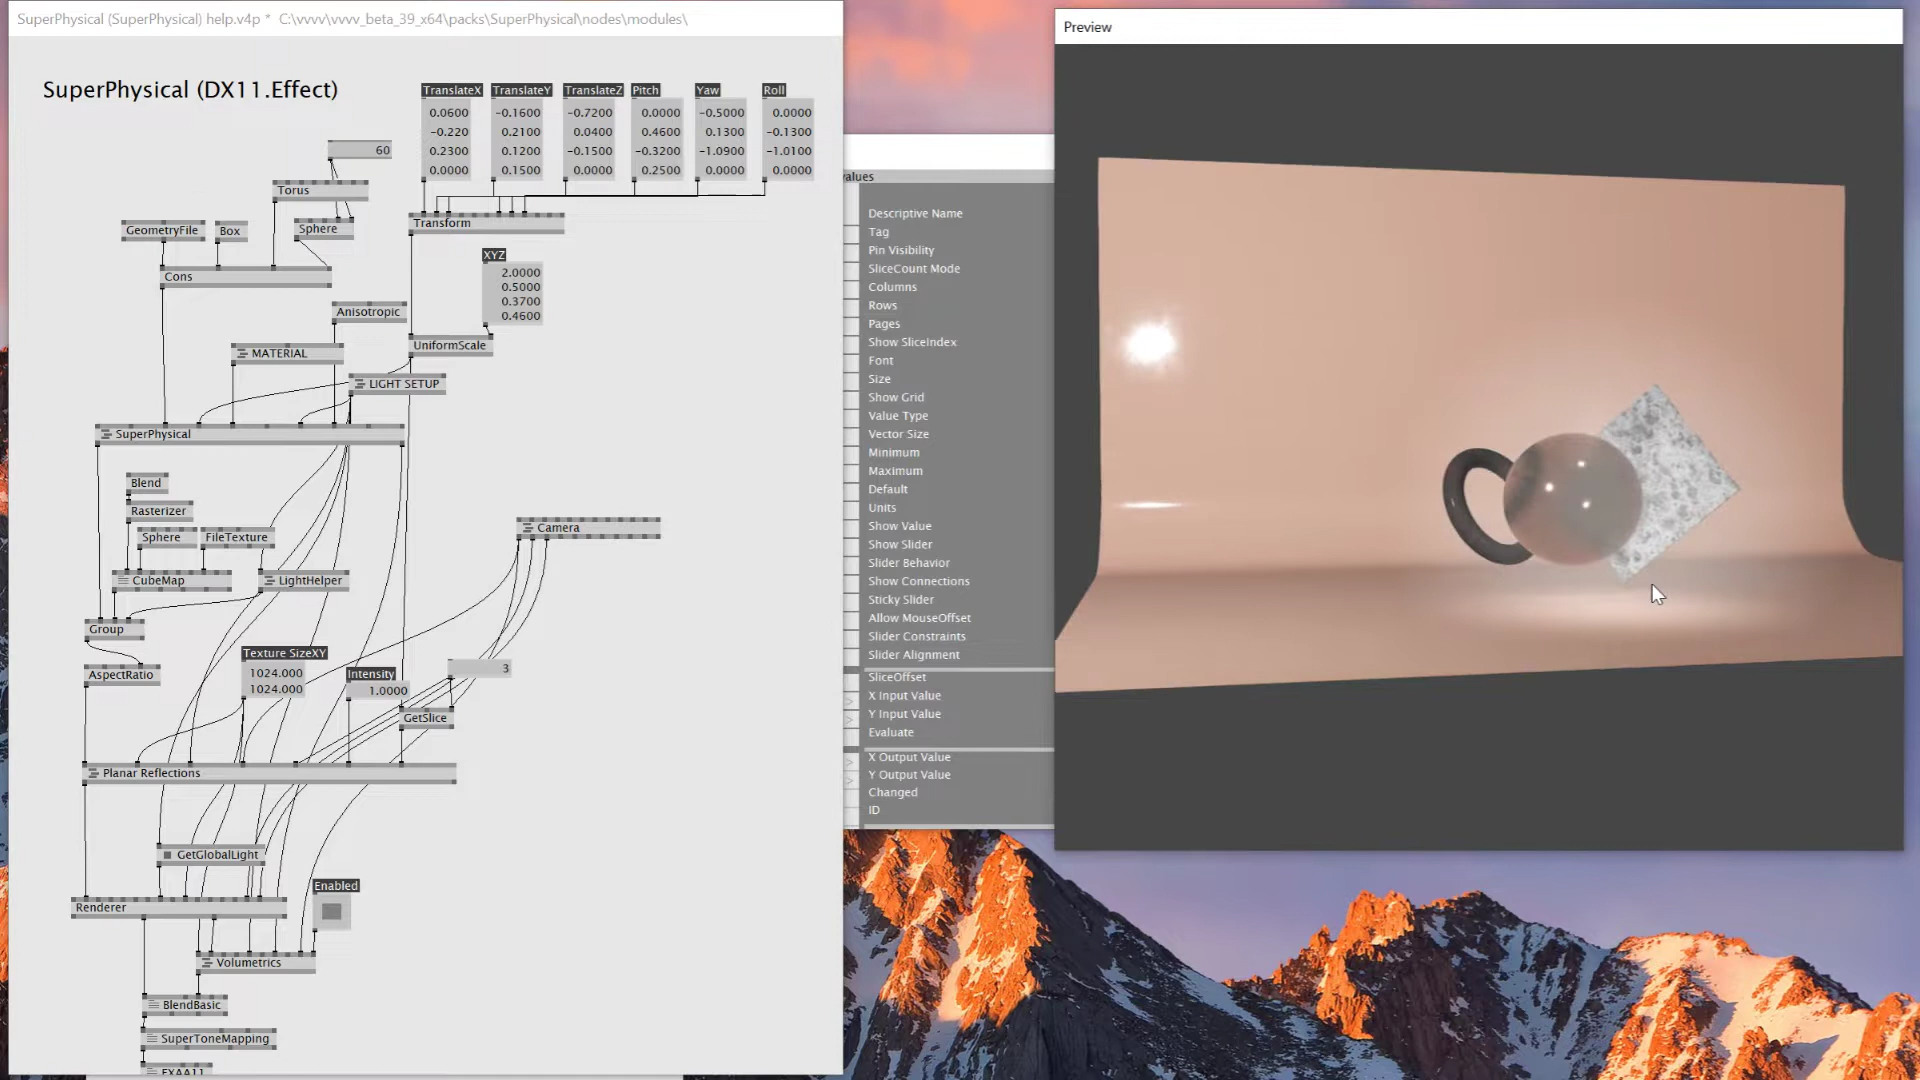 SuperPhysical (SuperPhysical) help.v4p * C:\vvvv\vvvv_beta_39_x64\packs\SuperPhysical\nodes\modules\
SuperPhysical (DX11.Effect)
TranslateX TranslateY TranslateZ Pitch Yaw Roll
0.0600 -0.1600 -0.7200 0.0000 -0.5000 0.0000
-0.220 0.2100 0.0400 0.4600 0.1300 -0.1300
0.2300 0.1200 -0.1500 -0.3200 -1.0900 -1.0100
0.0000 0.1500 0.0000 0.2500 0.0000 0.0000
60
Torus
GeometryFile Box Sphere
Transform
XYZ
2.0000
0.5000
0.3700
0.4600
Cons
Anisotropic
UniformScale
MATERIAL
LIGHT SETUP
SuperPhysical
Blend
Rasterizer
Sphere FileTexture
CubeMap LightHelper
Camera
Group
AspectRatio
Texture SizeXY
1024.000
1024.000
Intensity
1.0000
3
GetSlice
Planar Reflections
GetGlobalLight
Enabled
Renderer
Volumetrics
BlendBasic
SuperToneMapping
FXAA11
alues
Descriptive Name
Tag
Pin Visibility
SliceCount Mode
Columns
Rows
Pages
Show SliceIndex
Font
Size
Show Grid
Value Type
Vector Size
Minimum
Maximum
Default
Units
Show Value
Show Slider
Slider Behavior
Show Connections
Sticky Slider
Allow MouseOffset
Slider Constraints
Slider Alignment
SliceOffset
X Input Value
Y Input Value
Evaluate
X Output Value
Y Output Value
Changed
ID
Preview